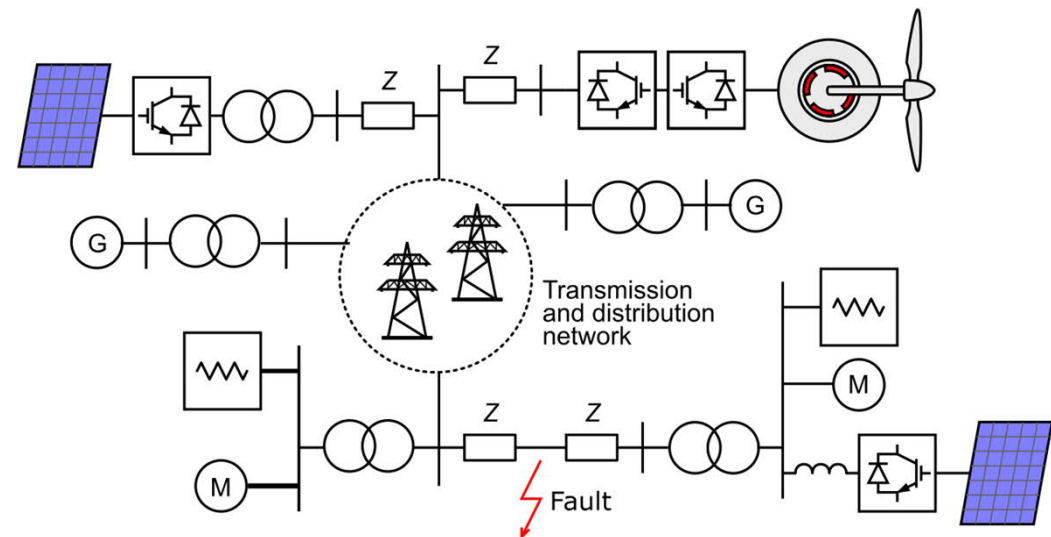 Z
Z
G
G
Transmission
and distribution
network
Z
Z
M
M
Fault